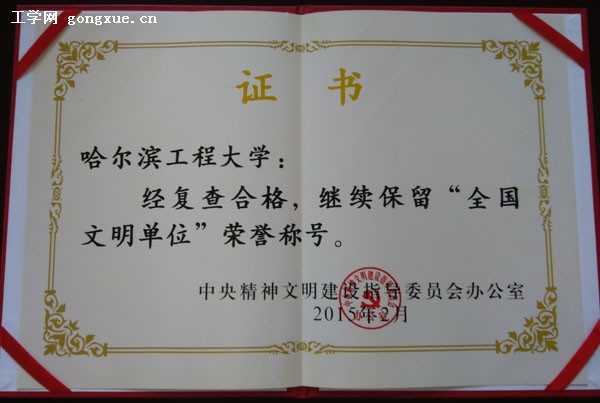 工学网 gongxue.cn
证 书
哈尔滨工程大学：
经复查合格，继续保留“全国
文明单位”荣誉称号。
中央精神文明建设指导委员会办公室
2015年2月